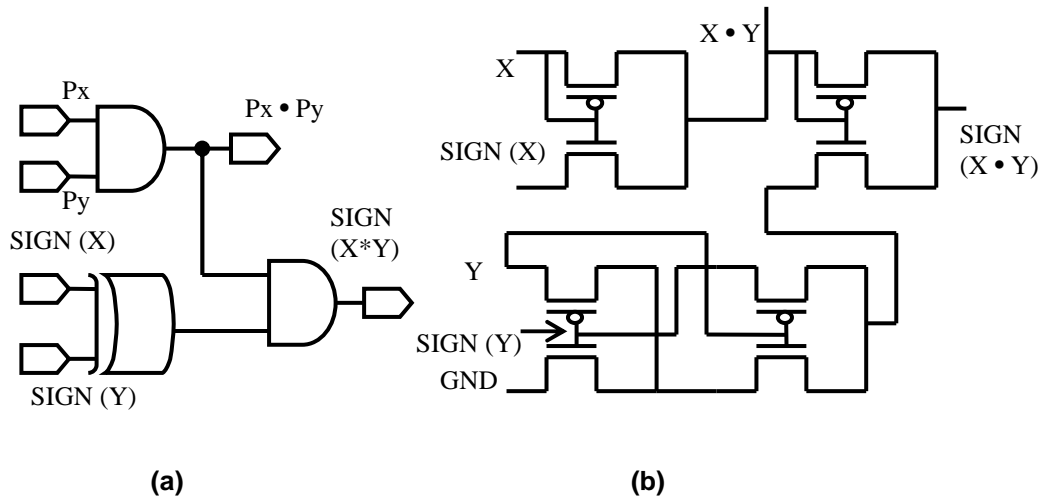 Px
Px • Py
Py
SIGN (X)
SIGN
(X*Y)
SIGN (Y)
(a)
X • Y
X
SIGN (X)
SIGN
(X • Y)
Y
SIGN (Y)
GND
(b)